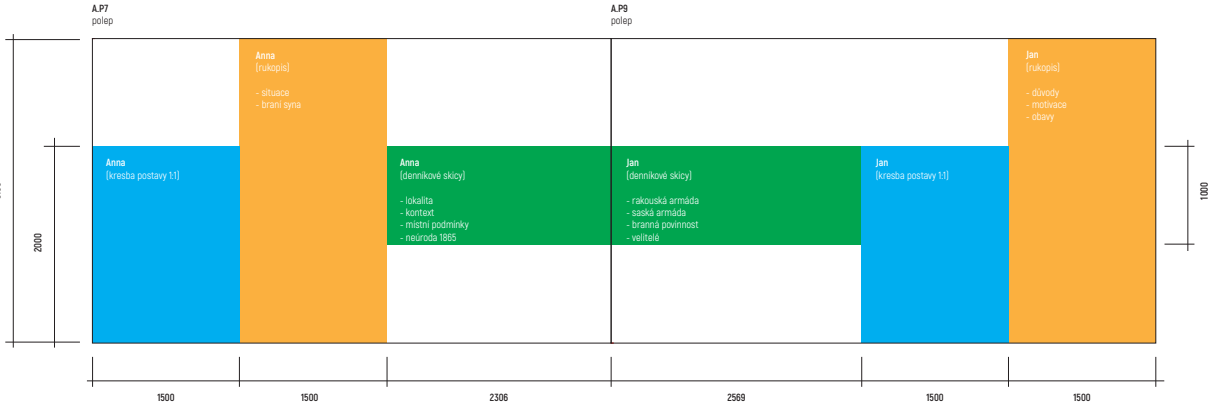 A.P7
polep
A.P9
polep
Anna
(rukopis)
- situace
- braní syna
Jan
(rukopis)
- důvody
- motivace
- obavy
Anna
(kresba postavy 1:1)
Anna
(denníkové skicy)
- lokalita
- kontext
- místní podmínky
- neúroda 1865
Jan
(denníkové skicy)
- rakouská armáda
- saská armáda
- branná povinnost
- velitelé
Jan
(kresba postavy 1:1)
2000
1000
1500
1500
2306
2569
1500
1500